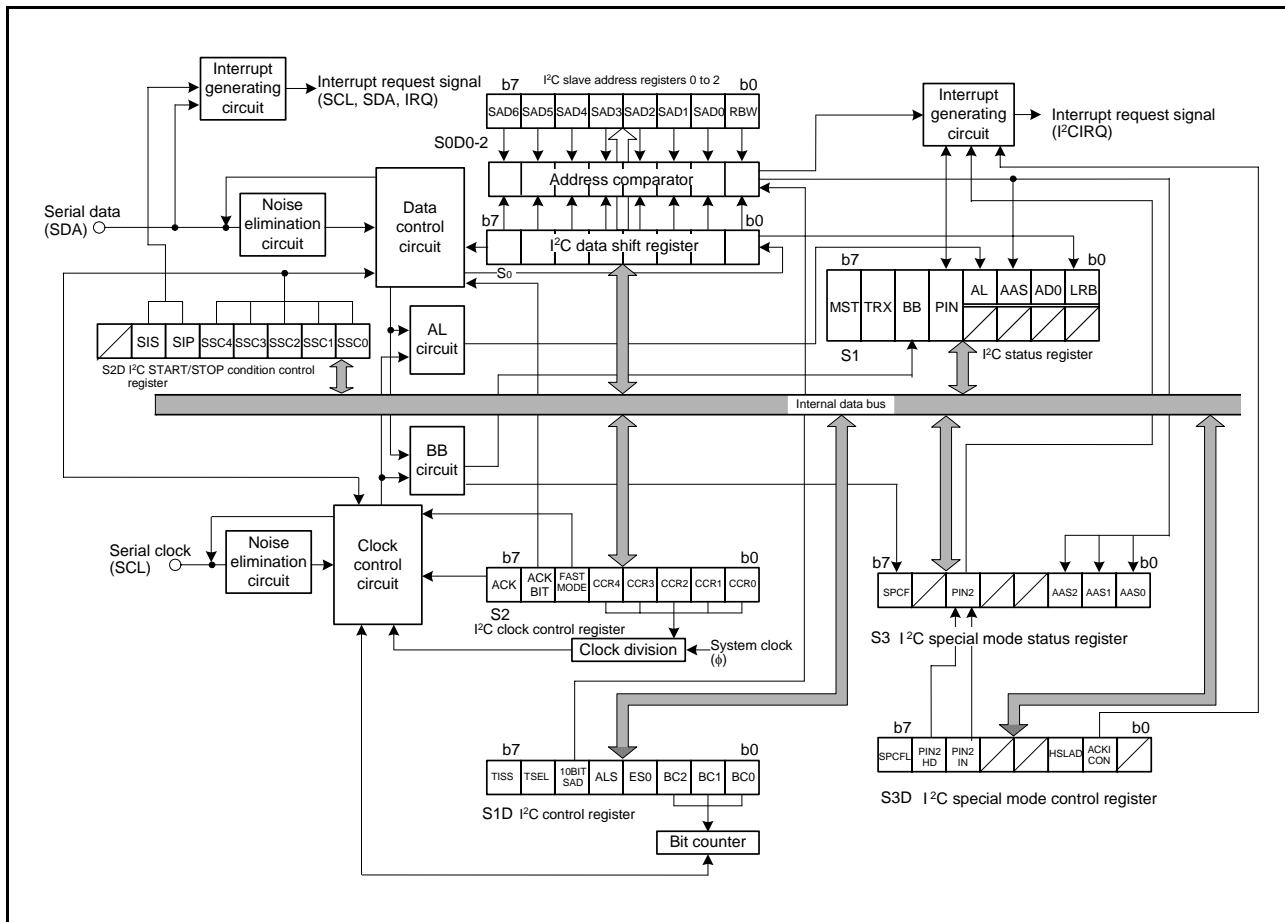 Interrupt generating circuit
Interrupt request signal (SCL, SDA, IRQ)
b7
I²C slave address registers 0 to 2
b0
SAD6 SAD5 SAD4 SAD3 SAD2 SAD1 SAD0 RBW
S0D0-2
Address comparator
Interrupt generating circuit
Interrupt request signal (I²CIRQ)
Serial data (SDA)
Noise elimination circuit
Data control circuit
b7
b0
I²C data shift register
S0
b7
b0
MST TRX BB PIN AL AAS AD0 LRB
S1
I²C status register
SIS SIP SSC4 SSC3 SSC2 SSC1 SSC0
S2D I²C START/STOP condition control register
AL circuit
Internal data bus
BB circuit
Serial clock (SCL)
Noise elimination circuit
Clock control circuit
b7
b0
ACK ACK BIT FAST MODE CCR4 CCR3 CCR2 CCR1 CCR0
S2
I²C clock control register
Clock division
System clock (ϕ)
b7
b0
SPCF PIN2 AAS2 AAS1 AAS0
S3 I²C special mode status register
b7
b0
TISS TSEL 10BIT SAD ALS ES0 BC2 BC1 BC0
S1D I²C control register
Bit counter
b7
b0
SPCFL PIN2 HD PIN2 IN HSLAD ACKI CON
S3D I²C special mode control register